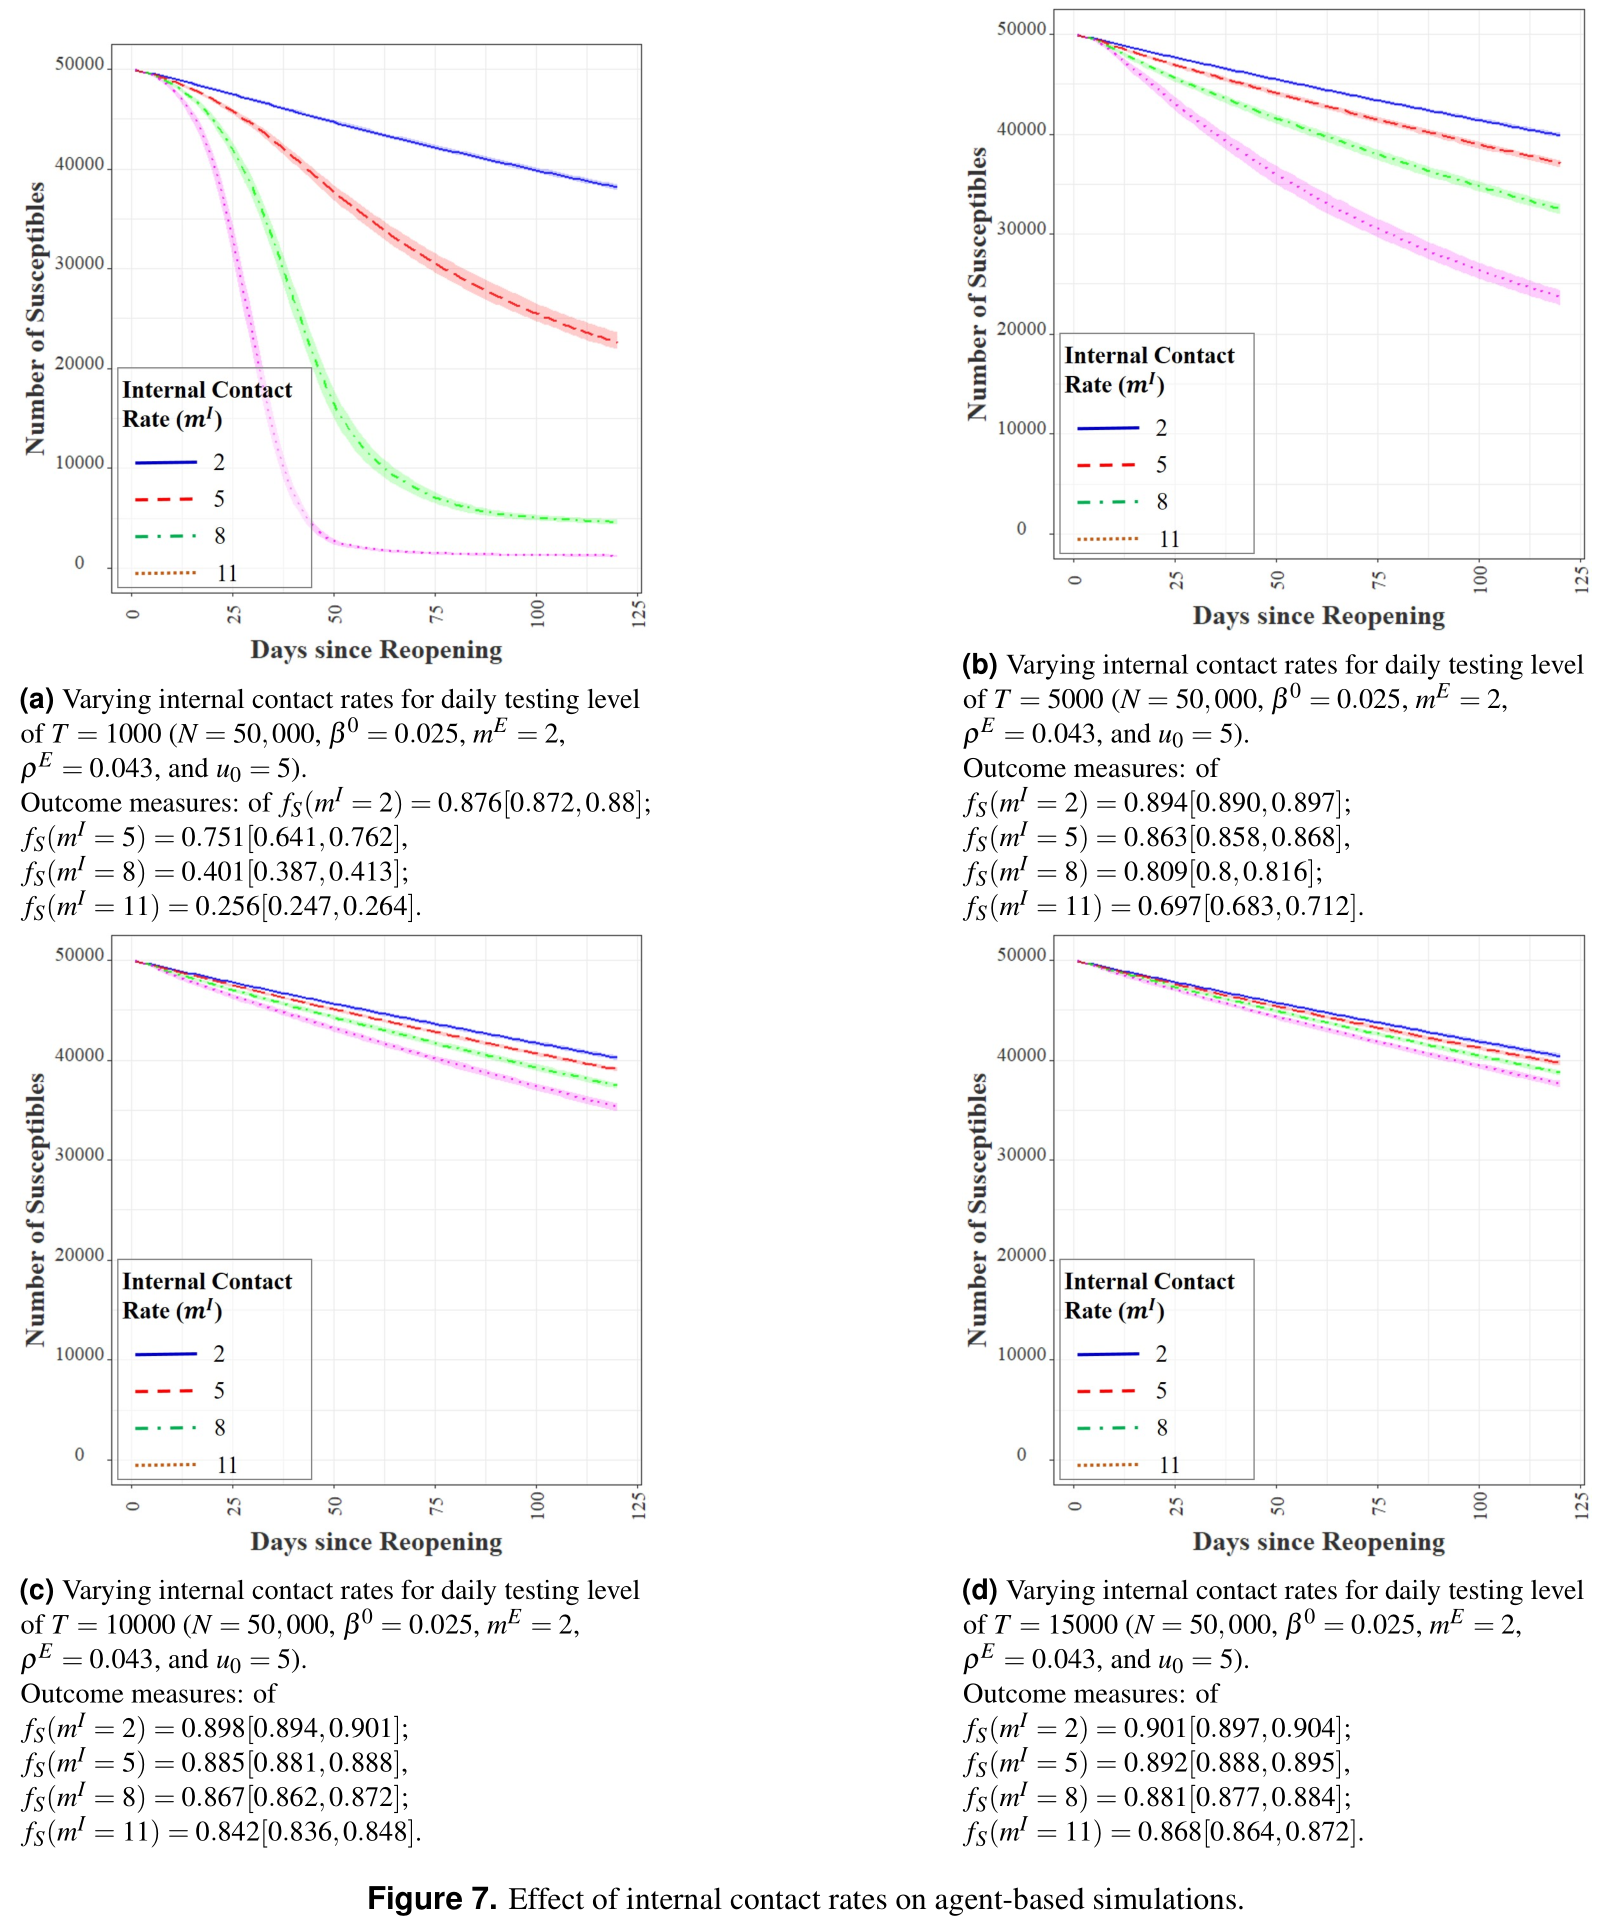 50000
40000
30000
20000
10000
0
Number of Susceptibles
Internal Contact
Rate (m^I)
2
5
8
11
0
25
50
75
100
125
Days since Reopening
(a) Varying internal contact rates for daily testing level
of T = 1000 (N = 50,000, β^0 = 0.025, m^E = 2,
ρ^E = 0.043, and u_0 = 5).
Outcome measures: of f_S(m^I = 2) = 0.876[0.872,0.88];
f_S(m^I = 5) = 0.751[0.641,0.762],
f_S(m^I = 8) = 0.401[0.387,0.413];
f_S(m^I = 11) = 0.256[0.247,0.264].
50000
40000
30000
20000
10000
0
Number of Susceptibles
Internal Contact
Rate (m^I)
2
5
8
11
0
25
50
75
100
125
Days since Reopening
(b) Varying internal contact rates for daily testing level
of T = 5000 (N = 50,000, β^0 = 0.025, m^E = 2,
ρ^E = 0.043, and u_0 = 5).
Outcome measures: of
f_S(m^I = 2) = 0.894[0.890,0.897];
f_S(m^I = 5) = 0.863[0.858,0.868],
f_S(m^I = 8) = 0.809[0.8,0.816];
f_S(m^I = 11) = 0.697[0.683,0.712].
50000
40000
30000
20000
10000
0
Number of Susceptibles
Internal Contact
Rate (m^I)
2
5
8
11
0
25
50
75
100
125
Days since Reopening
(c) Varying internal contact rates for daily testing level
of T = 10000 (N = 50,000, β^0 = 0.025, m^E = 2,
ρ^E = 0.043, and u_0 = 5).
Outcome measures: of
f_S(m^I = 2) = 0.898[0.894,0.901];
f_S(m^I = 5) = 0.885[0.881,0.888],
f_S(m^I = 8) = 0.867[0.862,0.872];
f_S(m^I = 11) = 0.842[0.836,0.848].
50000
40000
30000
20000
10000
0
Number of Susceptibles
Internal Contact
Rate (m^I)
2
5
8
11
0
25
50
75
100
125
Days since Reopening
(d) Varying internal contact rates for daily testing level
of T = 15000 (N = 50,000, β^0 = 0.025, m^E = 2,
ρ^E = 0.043, and u_0 = 5).
Outcome measures: of
f_S(m^I = 2) = 0.901[0.897,0.904];
f_S(m^I = 5) = 0.892[0.888,0.895],
f_S(m^I = 8) = 0.881[0.877,0.884];
f_S(m^I = 11) = 0.868[0.864,0.872].
Figure 7. Effect of internal contact rates on agent-based simulations.